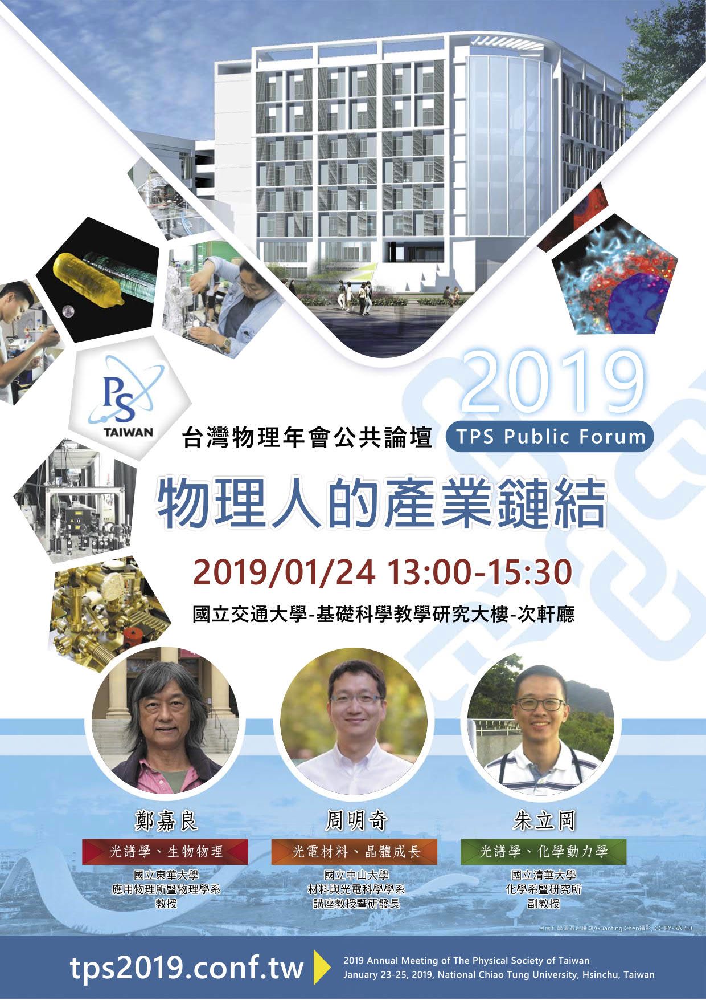 2019
PS
TAIWAN
台灣物理年會公共論壇
TPS Public Forum
物理人的產業鏈結
2019/01/24 13:00-15:30
國立交通大學-基礎科學教學研究大樓-次軒廳
鄭嘉良
光譜學、生物物理
國立東華大學
應用物理所暨物理學系
教授
周明奇
光電材料、晶體成長
國立中山大學
材料與光電科學學系
講座教授暨研發長
朱立岡
光譜學、化學動力學
國立清華大學
化學系暨研究所
副教授
台南科學園區迎曦湖/Guanting Chen攝影, CC BY-SA 4.0
tps2019.conf.tw
2019 Annual Meeting of The Physical Society of Taiwan
January 23-25, 2019, National Chiao Tung University, Hsinchu, Taiwan